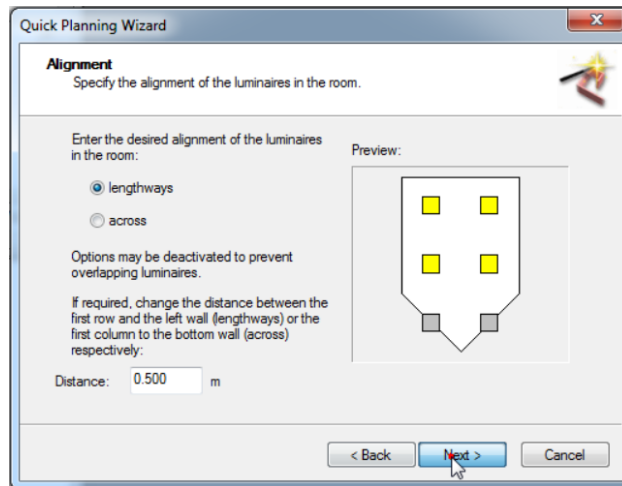 Quick Planning Wizard
Alignment
Specify the alignment of the luminaires in the room.
Enter the desired alignment of the luminaires
in the room:
Preview:
lengthways
across
Options may be deactivated to prevent
overlapping luminaires.
If required, change the distance between the
first row and the left wall (lengthways) or the
first column to the bottom wall (across)
respectively:
Distance: 0.500 m
< Back Next > Cancel